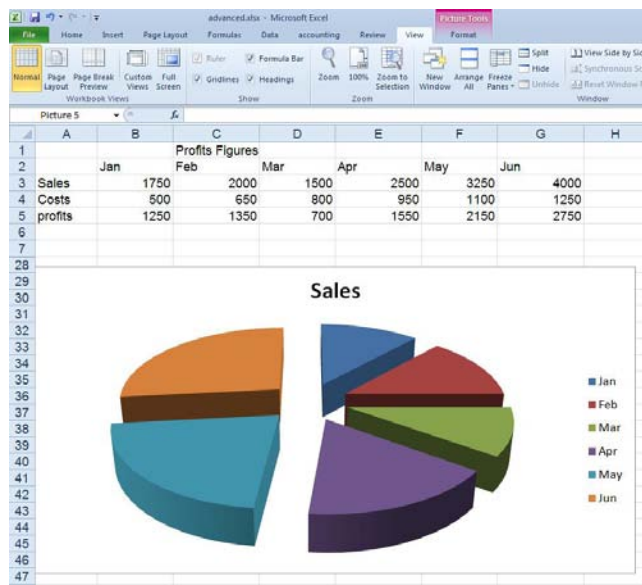 advanced.xlsx - Microsoft Excel
Picture Tools
File Home Insert Page Layout Formulas Data accounting Review View Format
Ruler Formula Bar Split View Side by Sid
Hide Synchronous Sc
Normal Page Page Break Custom Full Gridlines Headings Zoom 100% Zoom to New Arrange Freeze Unhide Reset Window P
Layout Preview Views Screen Selection Window All Panes
Workbook Views Show Zoom Window
Picture 5 fx
A B C D E F G H
1 Profits Figures
2 Jan Feb Mar Apr May Jun
3 Sales 1750 2000 1500 2500 3250 4000
4 Costs 500 650 800 950 1100 1250
5 profits 1250 1350 700 1550 2150 2750
6
7
28
29
30 Sales
31
32
33
34
35 Jan
36 Feb
37
38 Mar
39 Apr
40
41 May
42 Jun
43
44
45
46
47